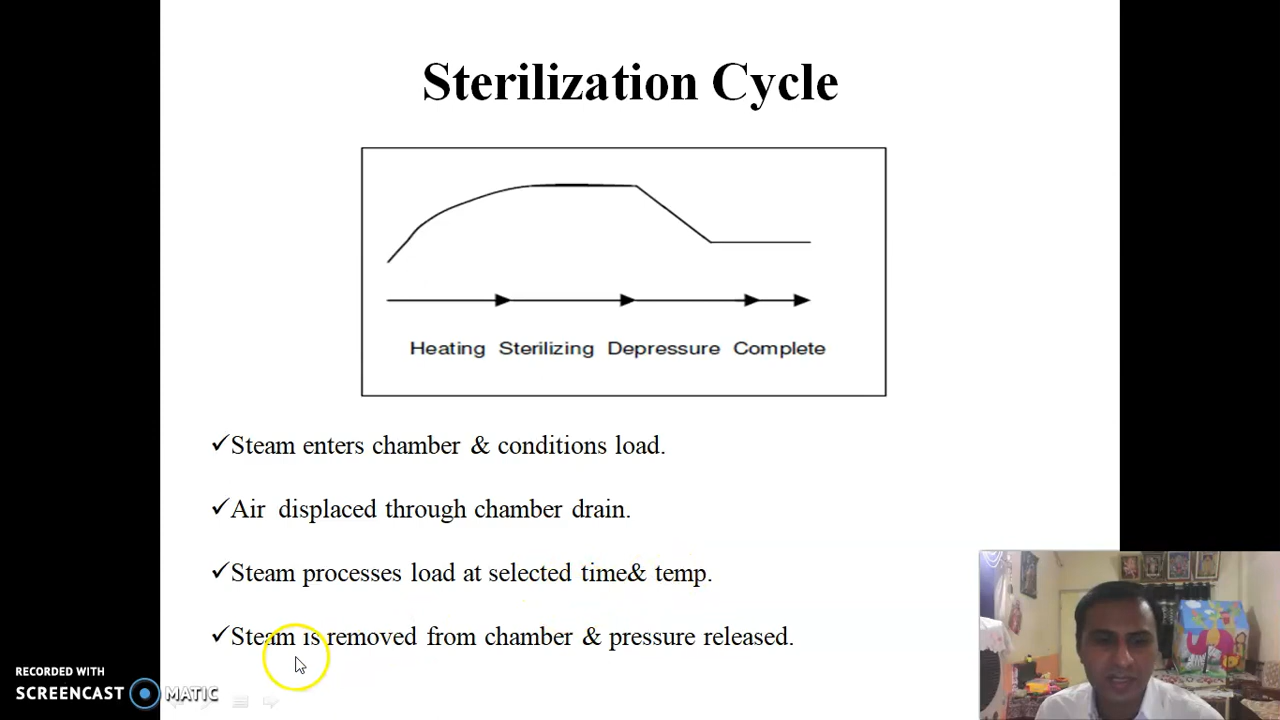 Sterilization Cycle
Heating Sterilizing Depressure Complete
✓Steam enters chamber & conditions load.
✓Air displaced through chamber drain.
✓Steam processes load at selected time& temp.
✓Steam is removed from chamber & pressure released.
RECORDED WITH
SCREENCAST MATIC